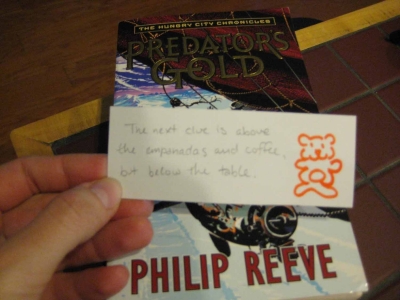 THE HUNGRY CITY CHRONICLES
PREDATOR'S
GOLD
The next clue is above
the empanadas and coffee,
but below the table.
PHILIP REEVE